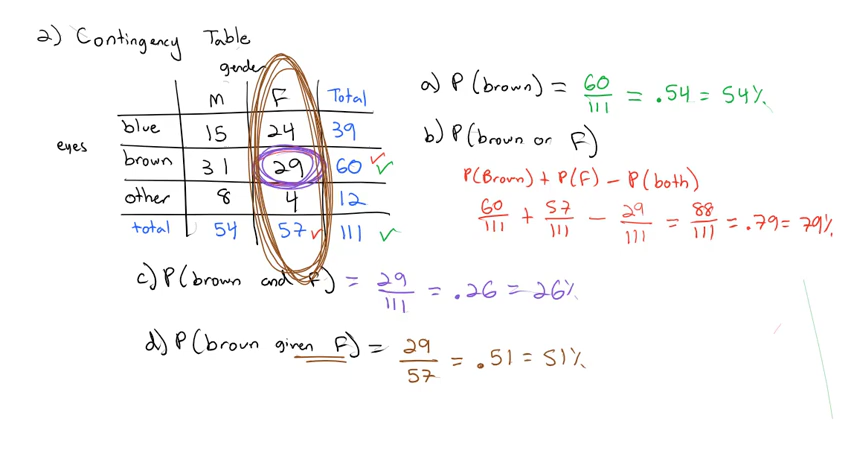 2) Contingency Table
gender
M F Total
eyes
blue 15 24 39
brown 31 29 60 ✓ ✓
other 8 4 12
total 54 57 ✓ 111 ✓
a) P(brown) = 60/111 = .54 = 54%
b) P(brown or F)
P(Brown) + P(F) - P(both)
60/111 + 57/111 - 29/111 = 88/111 = .79 = 79%
c) P(brown and F) = 29/111 = .26 = 26%
d) P(brown given F) = 29/57 = .51 = 51%